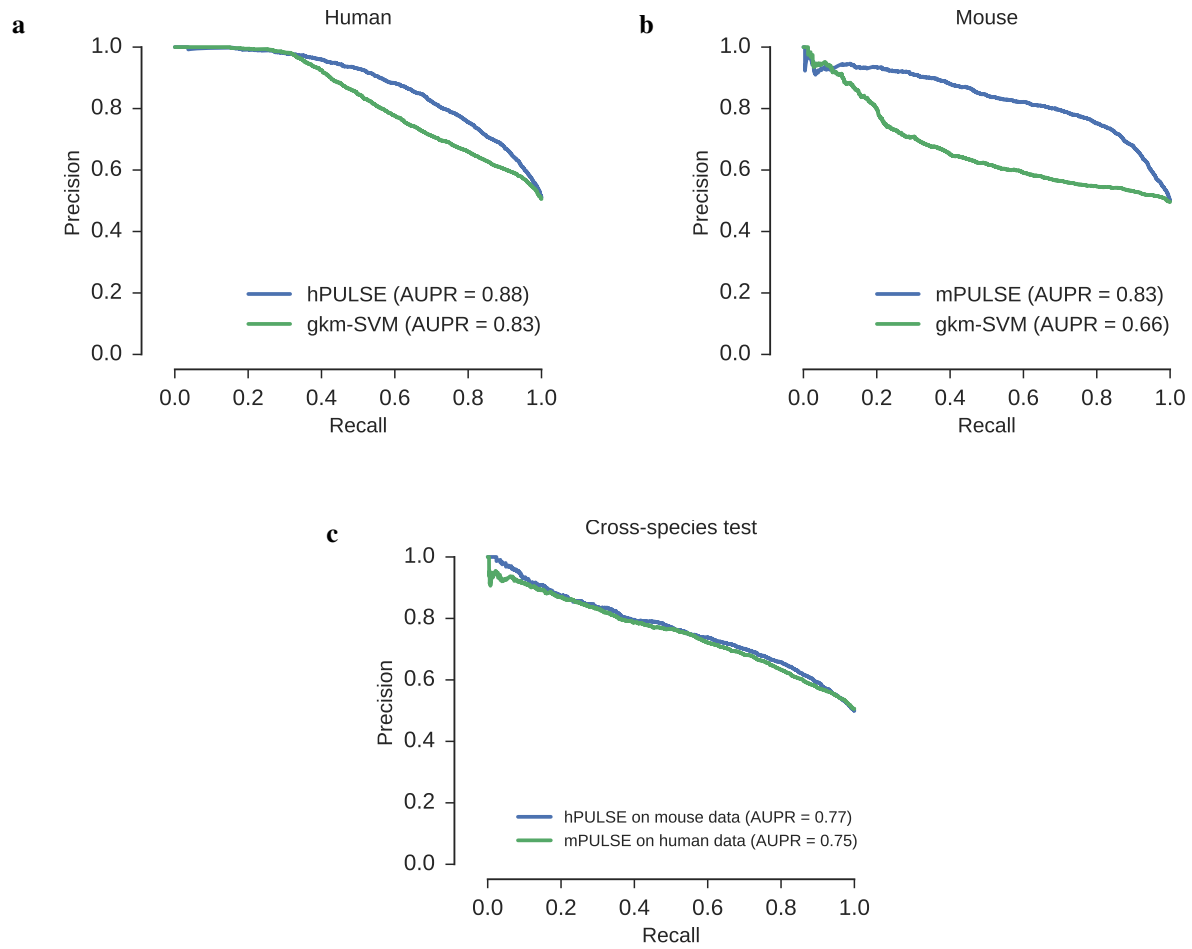 a
Human
1.0
0.8
0.6
0.4
0.2
0.0
Precision
hPULSE (AUPR = 0.88)
gkm-SVM (AUPR = 0.83)
0.0 0.2 0.4 0.6 0.8 1.0
Recall
b
Mouse
1.0
0.8
0.6
0.4
0.2
0.0
Precision
mPULSE (AUPR = 0.83)
gkm-SVM (AUPR = 0.66)
0.0 0.2 0.4 0.6 0.8 1.0
Recall
c
Cross-species test
1.0
0.8
0.6
0.4
0.2
0.0
Precision
hPULSE on mouse data (AUPR = 0.77)
mPULSE on human data (AUPR = 0.75)
0.0 0.2 0.4 0.6 0.8 1.0
Recall